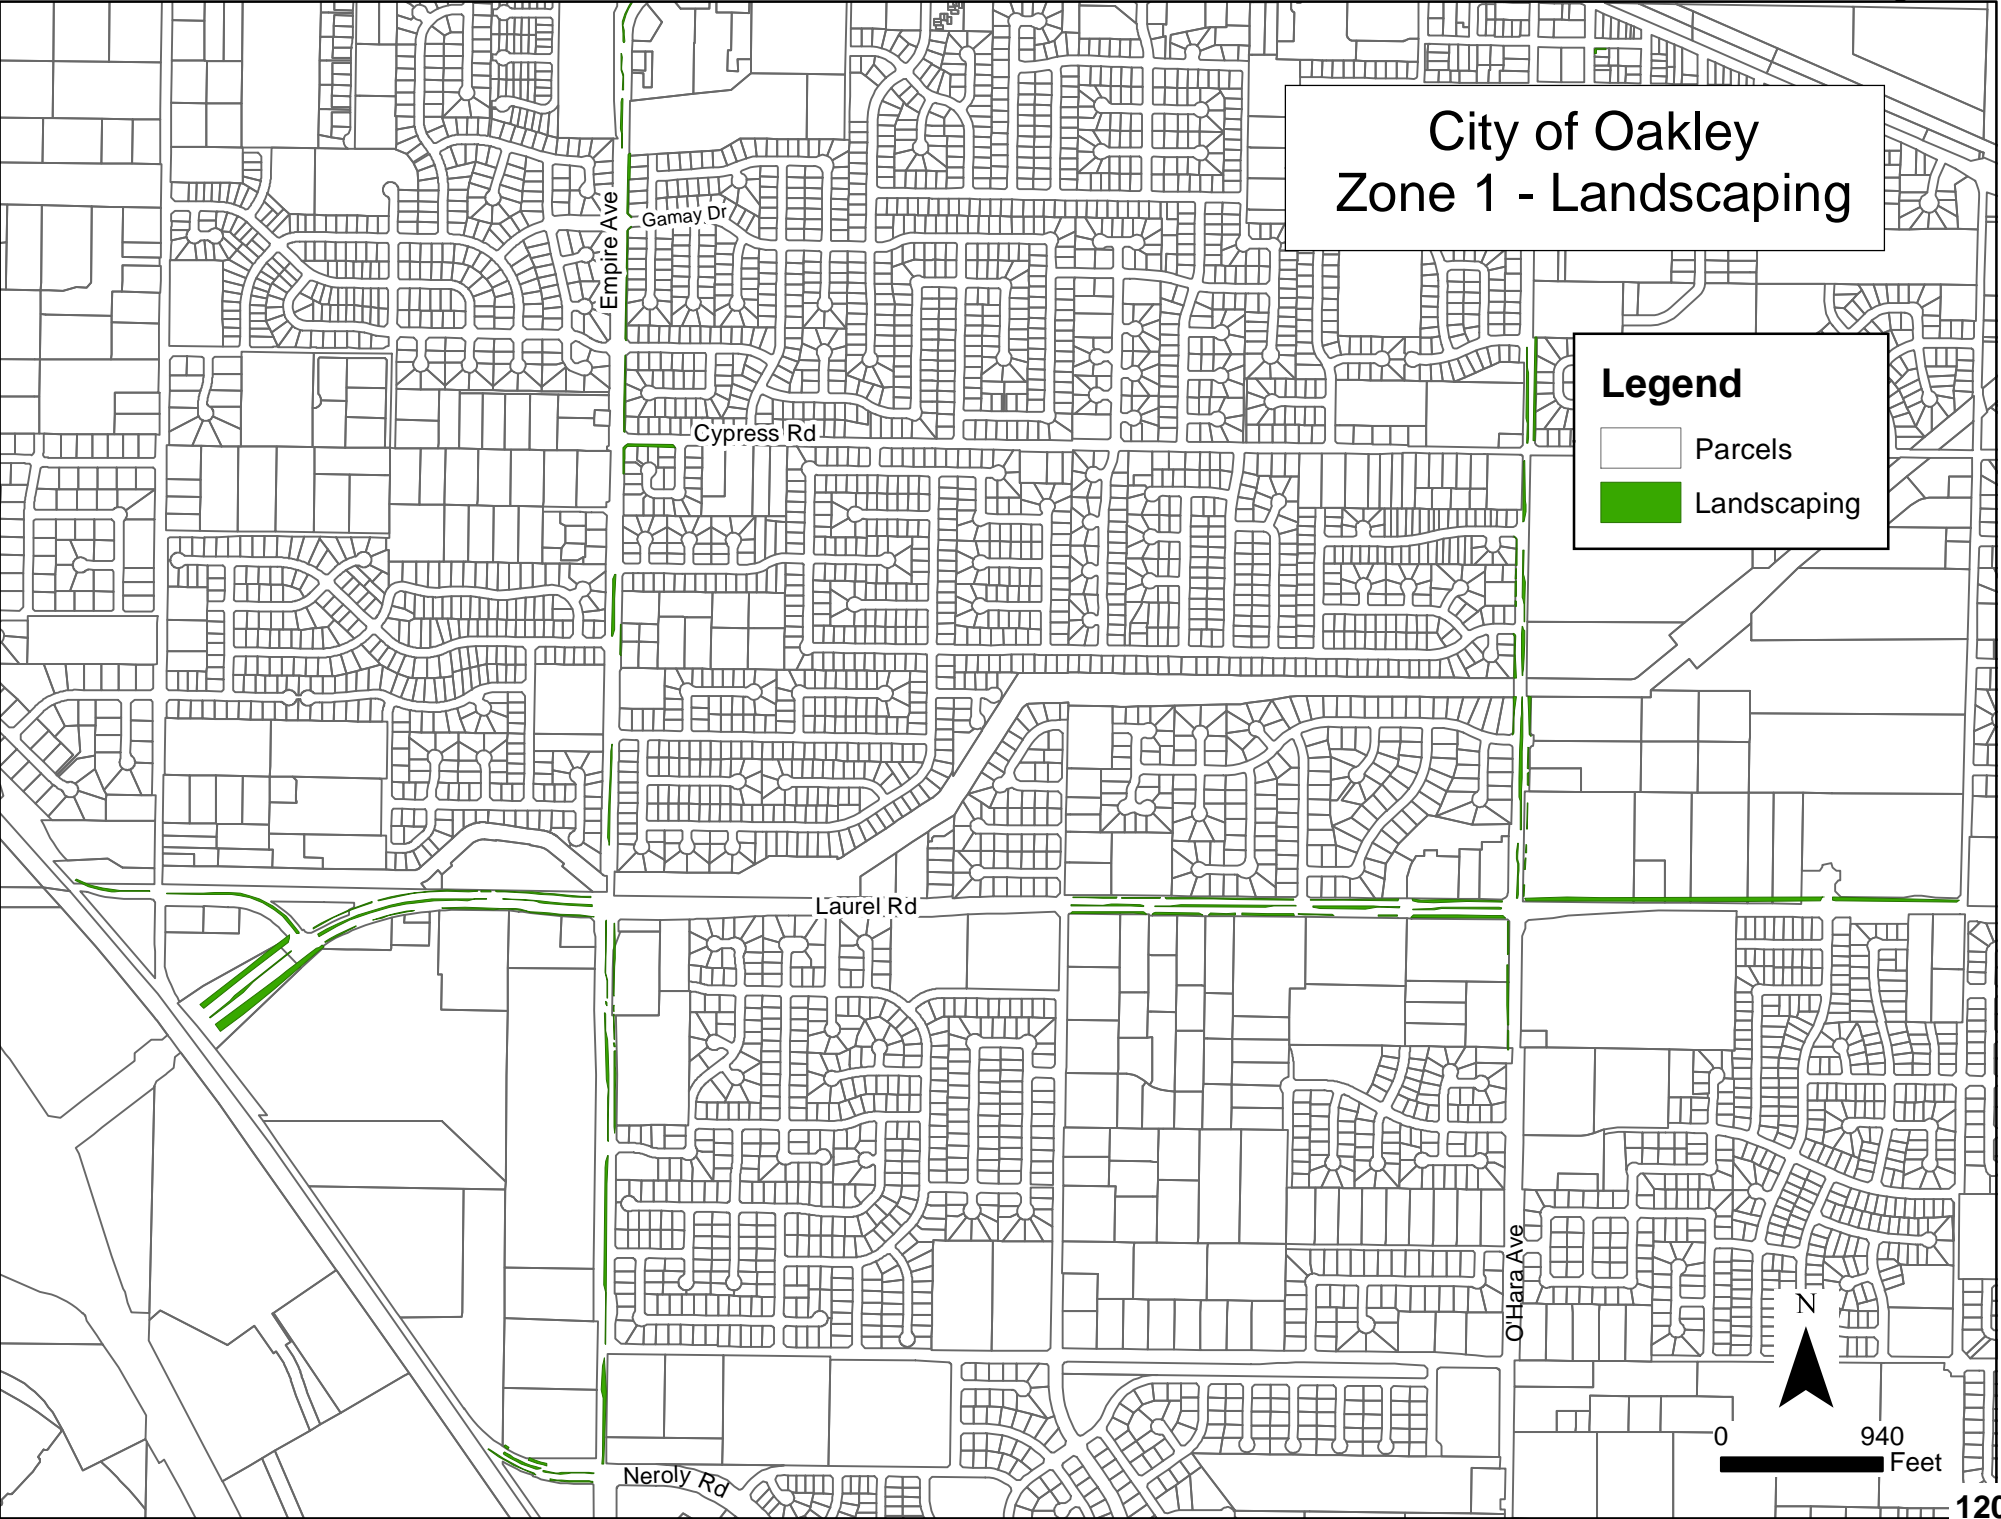 City of Oakley
Zone 1 - Landscaping
Gamay Dr
Empire Ave
Legend
Parcels
Landscaping
Cypress Rd
Laurel Rd
O'Hara Ave
N
0 940
Feet
Neroly Rd
120